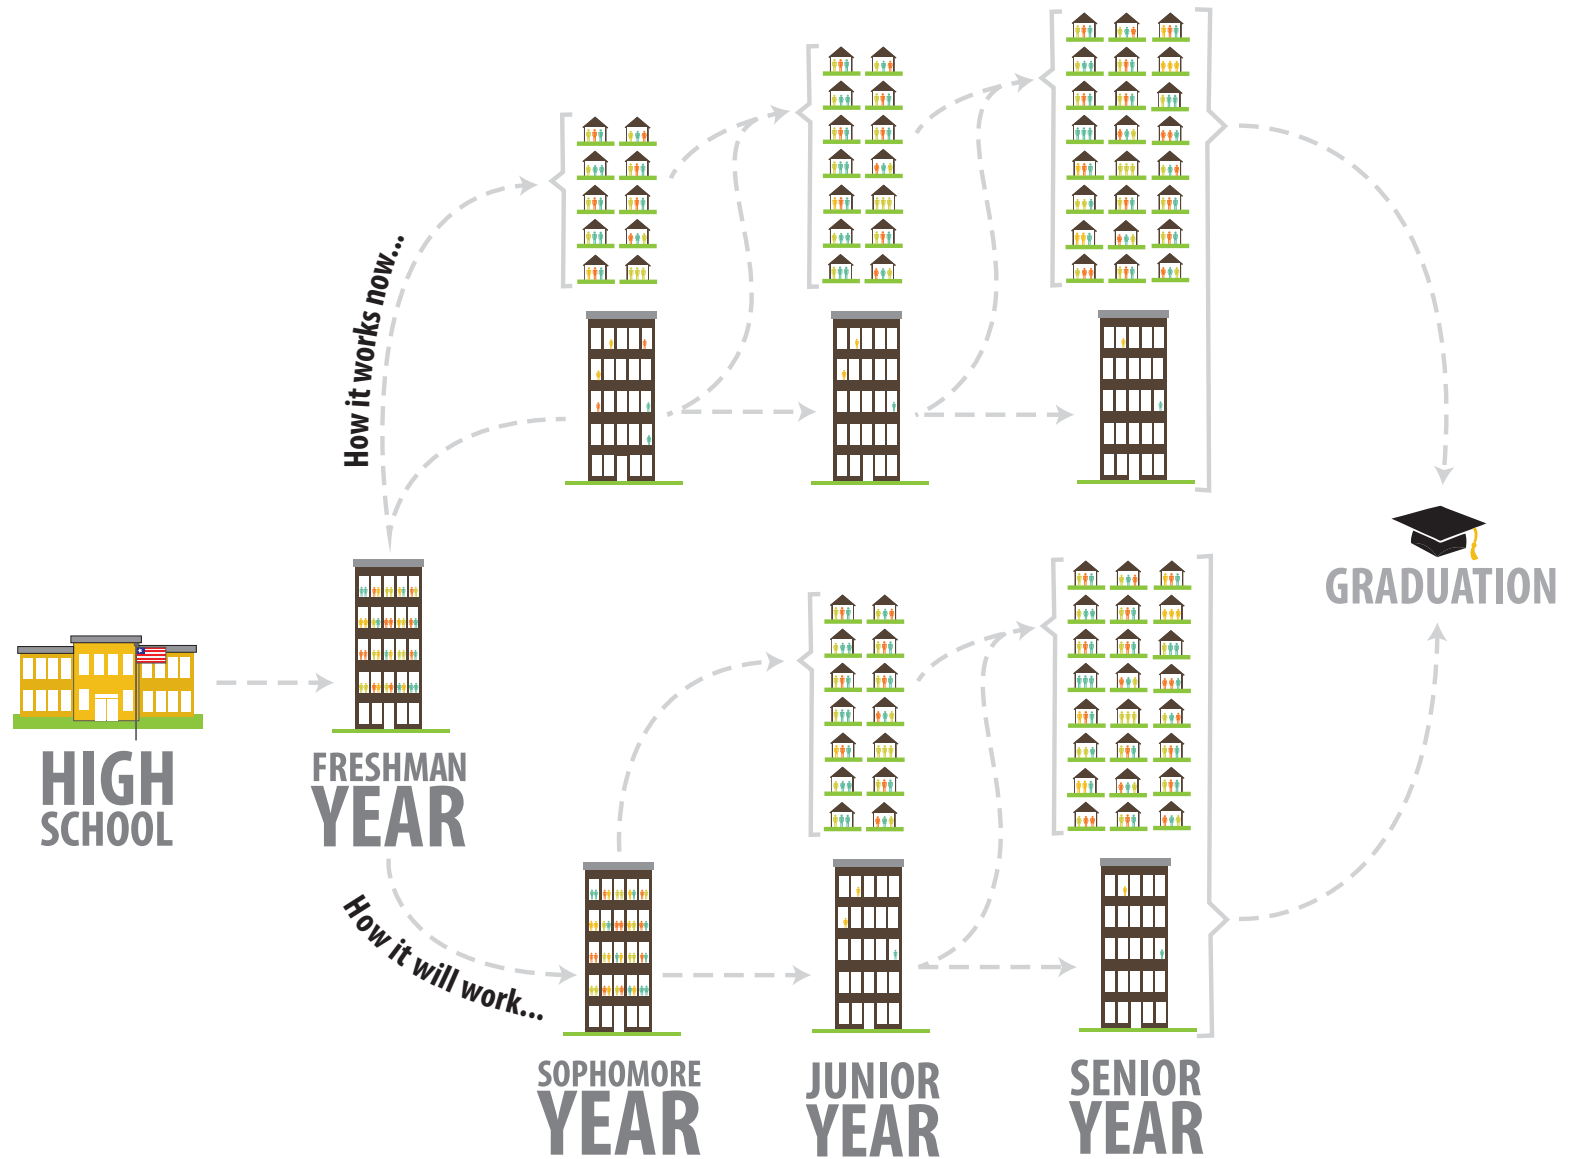 How it works now...
GRADUATION
HIGH
SCHOOL
FRESHMAN
YEAR
How it will work...
SOPHOMORE
YEAR
JUNIOR
YEAR
SENIOR
YEAR